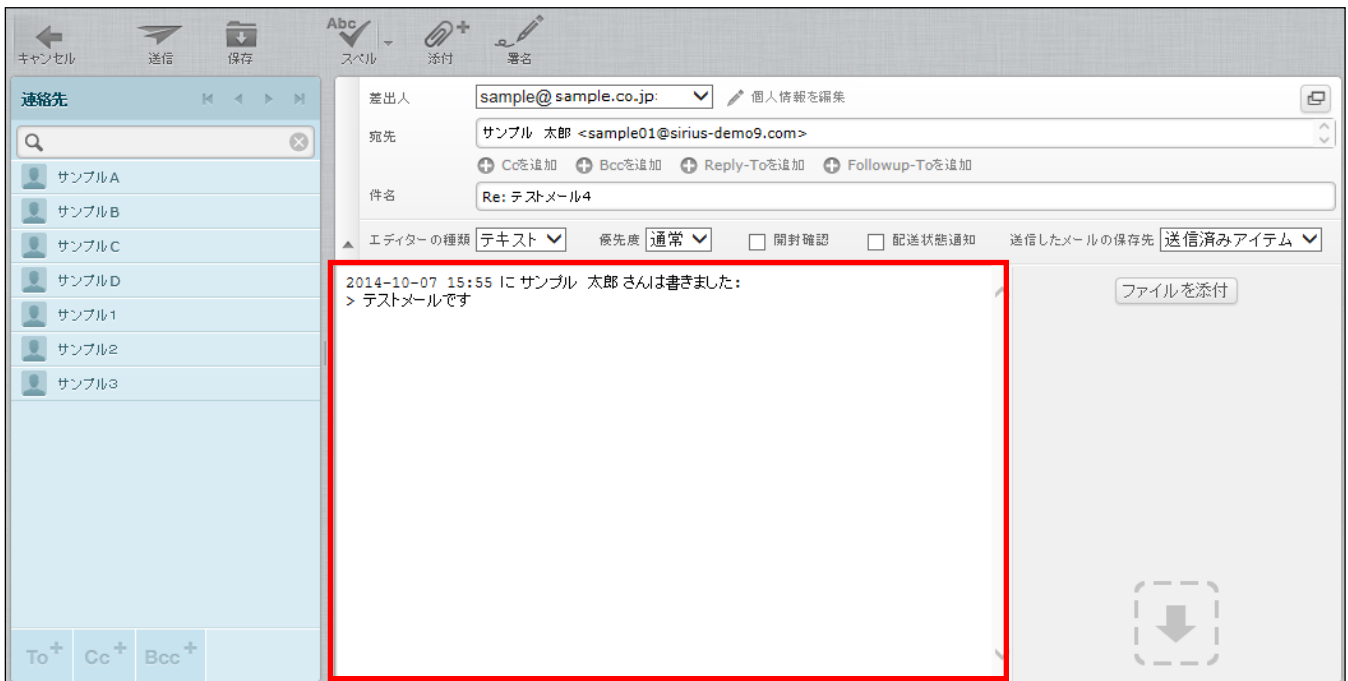 Abc
キャンセル 送信 保存 スペル 添付 署名
連絡先
サンプルA
サンプルB
サンプルC
サンプルD
サンプル1
サンプル2
サンプル3
To+ Cc+ Bcc+
差出人 sample@sample.co.jp: 個人情報を編集
宛先 サンプル 太郎 <sample01@sirius-demo9.com>
Ccを追加 Bccを追加 Reply-Toを追加 Followup-Toを追加
件名 Re: テストメール4
エディターの種類 テキスト 優先度 通常 開封確認 配送状態通知 送信したメールの保存先 送信済みアイテム
2014-10-07 15:55 に サンプル 太郎 さんは書きました:
> テストメールです
ファイルを添付